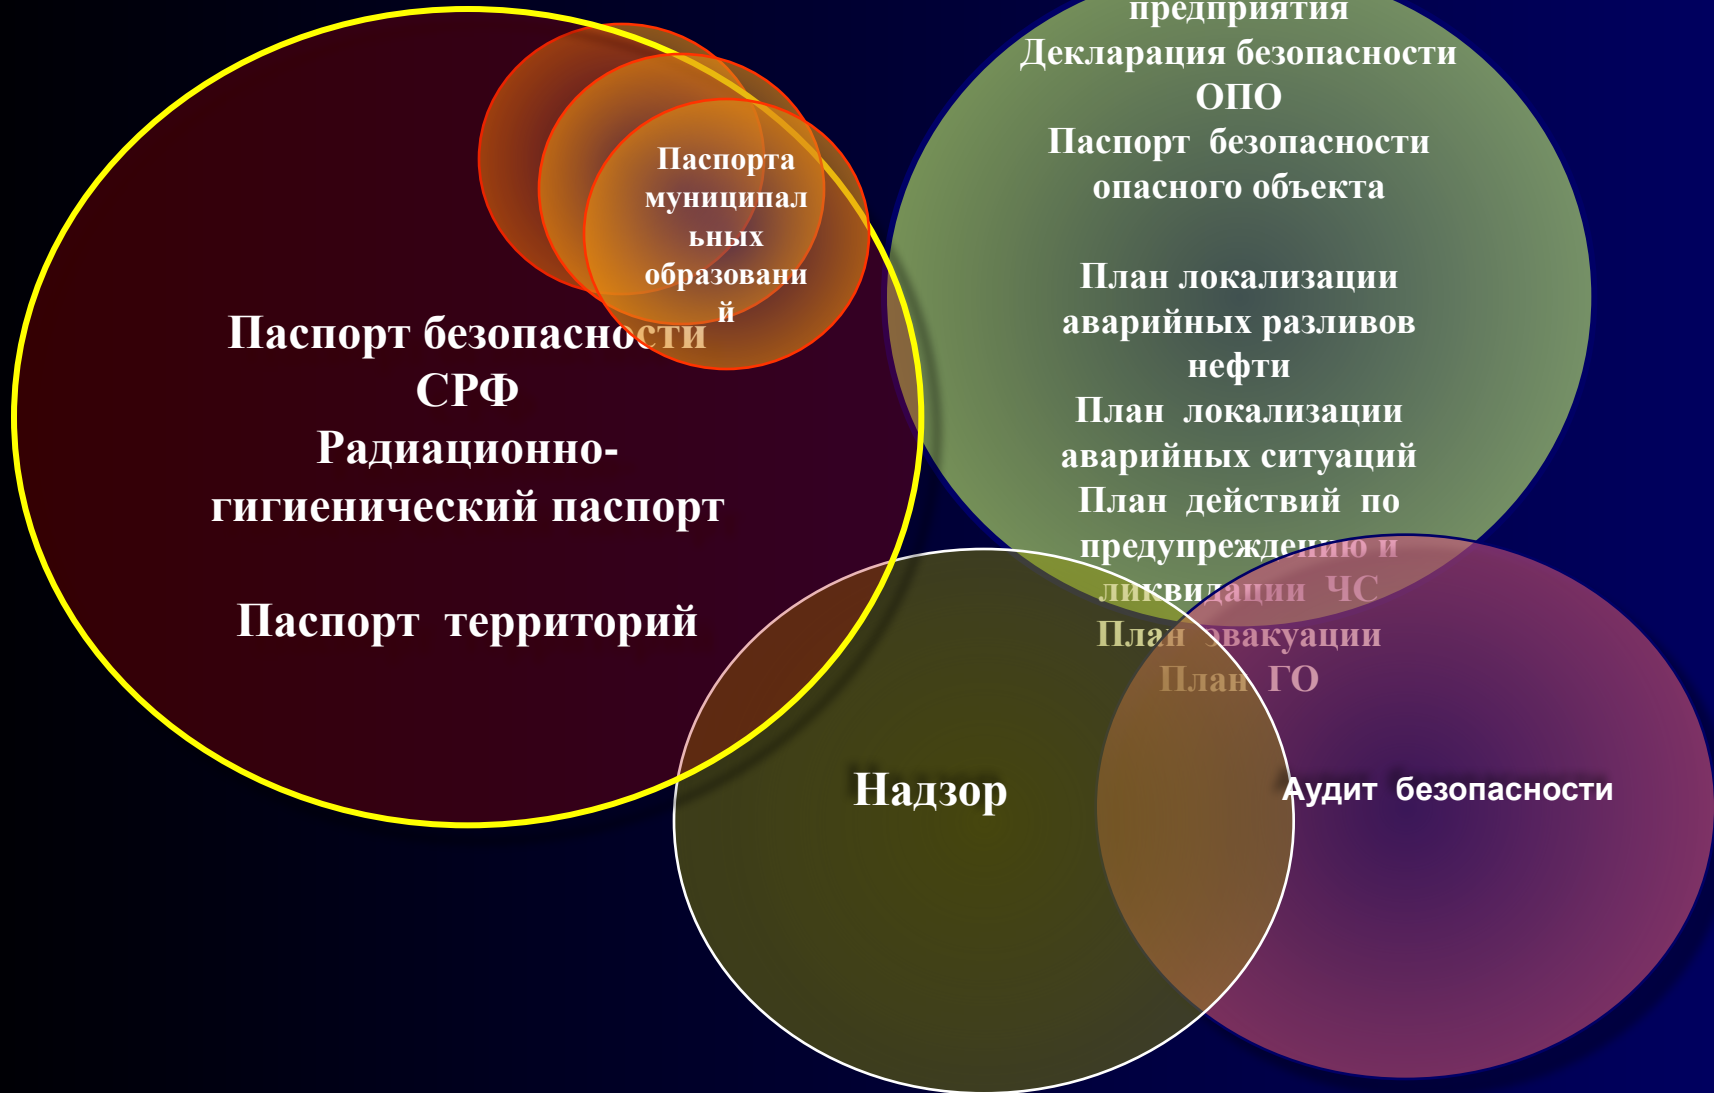 Паспорта
муниципал
ьных
образовани
й
Паспорт безопасности
СРФ
Радиационно-
гигиенический паспорт
Паспорт территорий
предприятия
Декларация безопасности
ОПО
Паспорт безопасности
опасного объекта
План локализации
аварийных разливов
нефти
План локализации
аварийных ситуаций
План действий по
предупреждению и
ликвидации ЧС
План эвакуации
План ГО
Надзор
Аудит безопасности